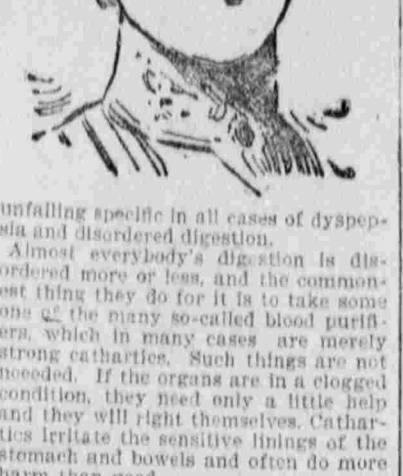 unfailing specific in all cases of dyspep-
sia and disordered digestion.
Almost everybody's digestion is dis-
ordered more or less, and the common-
est thing they do for it is to take some
one of the many so-called blood purifi-
ers, which in many cases are merely
strong cathartics. Such things are not
neeeded. If the organs are in a clogged
condition, they need only a little help
and they will right themselves. Cathar-
tics irritate the sensitive linings of the
stomach and bowels and often do more
harm than good.